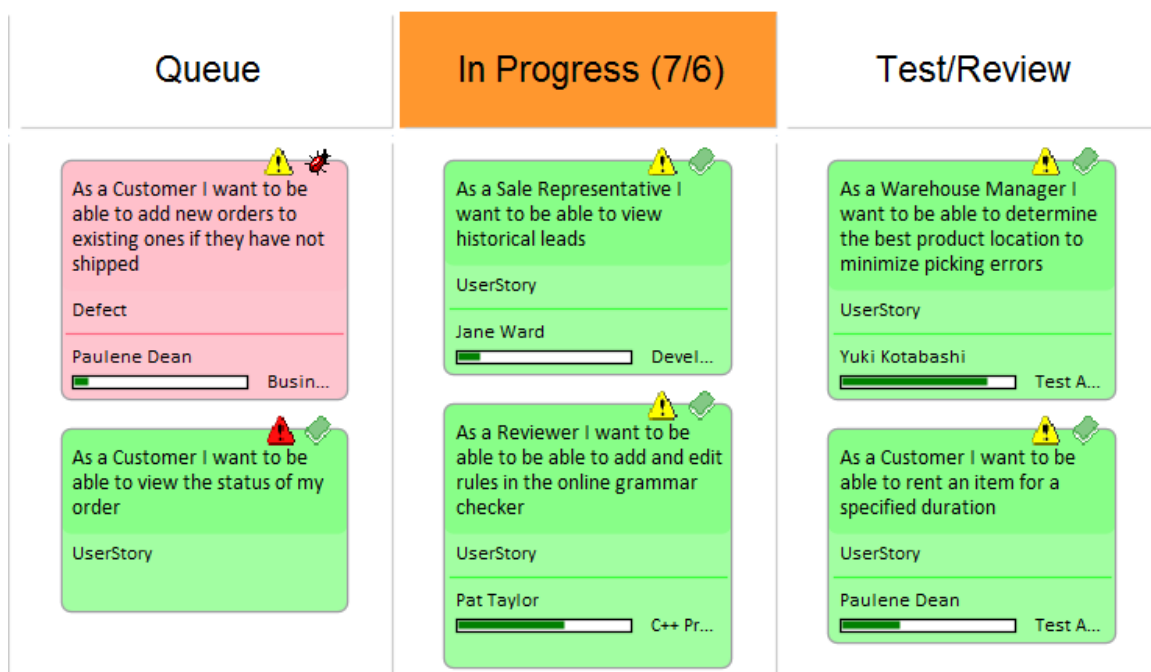 Queue
In Progress (7/6)
Test/Review
As a Customer I want to be
able to add new orders to
existing ones if they have not
shipped
Defect
Paulene Dean
Busin...
As a Customer I want to be
able to view the status of my
order
UserStory
As a Sale Representative I
want to be able to view
historical leads
UserStory
Jane Ward
Devel...
As a Reviewer I want to be
able to be able to add and edit
rules in the online grammar
checker
UserStory
Pat Taylor
C++ Pr...
As a Warehouse Manager I
want to be able to determine
the best product location to
minimize picking errors
UserStory
Yuki Kotabashi
Test A...
As a Customer I want to be
able to rent an item for a
specified duration
UserStory
Paulene Dean
Test A...